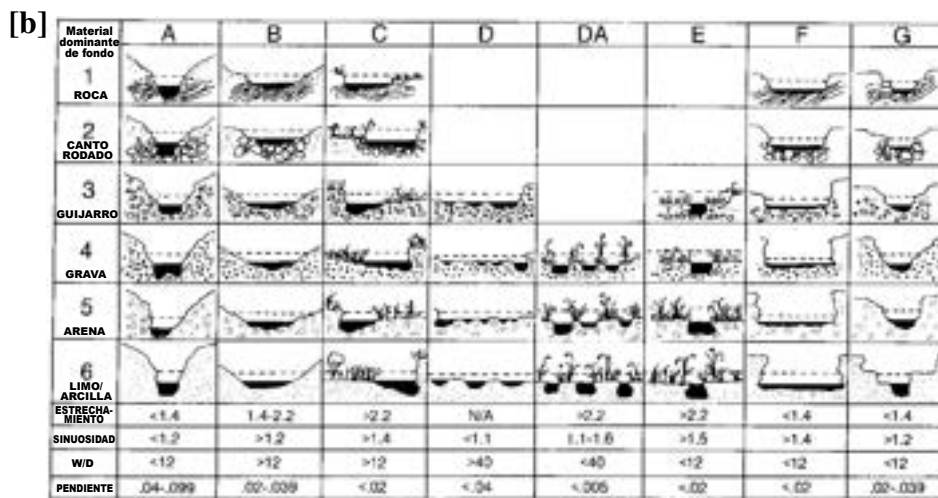 [b]
Material dominante de fondo A B C D DA E F G
1
ROCA
2
CANTO
RODADO
3
GUIJARRO
4
GRAVA
5
ARENA
6
LIMO/
ARCILLA
ESTRECHA-
MIENTO <1.4 1.4-2.2 >2.2 N/A >2.2 >2.2 <1.4 <1.4
SINUOSIDAD <1.2 >1.2 >1.4 <1.1 1.1-1.6 >1.5 >1.4 >1.2
W/D <12 >12 >12 >40 <40 <12 <12
PENDIENTE .04-.099 .02-.039 <.02 <.04 <.005 <.02 <.02 .02-.039